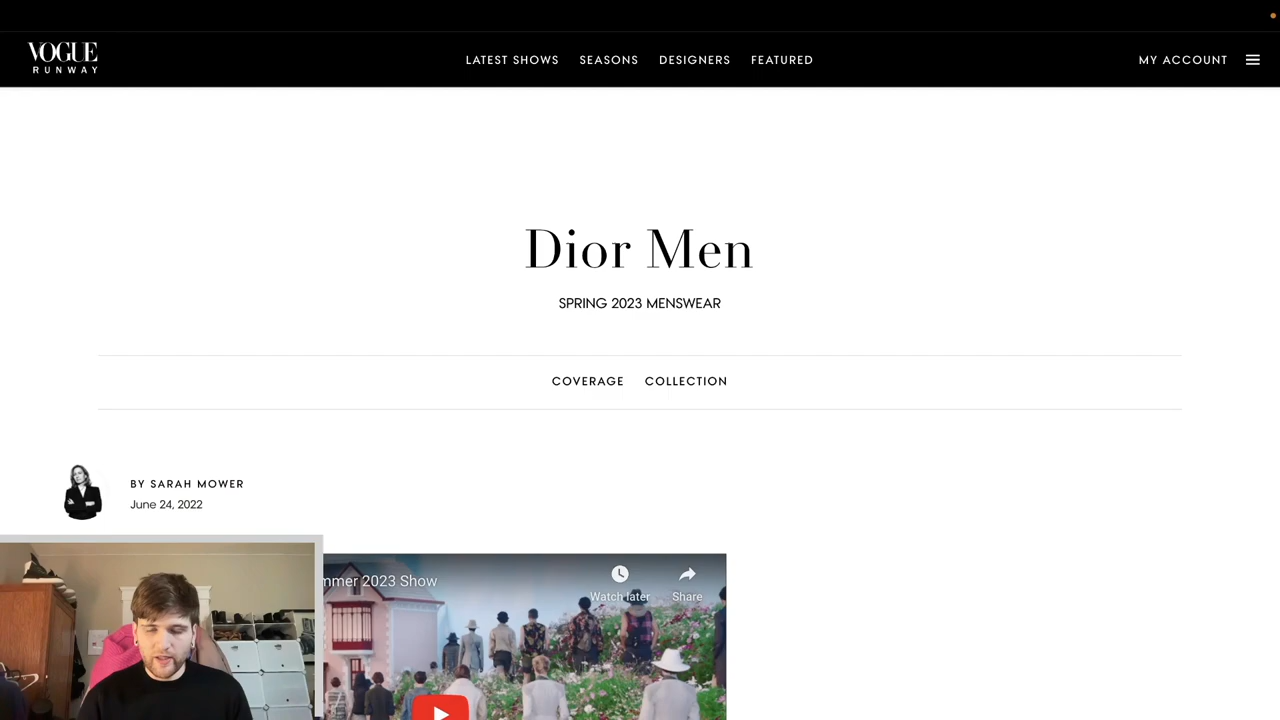 VOGUE
RUNWAY
LATEST SHOWS SEASONS DESIGNERS FEATURED
MY ACCOUNT
Dior Men
SPRING 2023 MENSWEAR
COVERAGE COLLECTION
BY SARAH MOWER
June 24, 2022
mmer 2023 Show
Watch later
Share